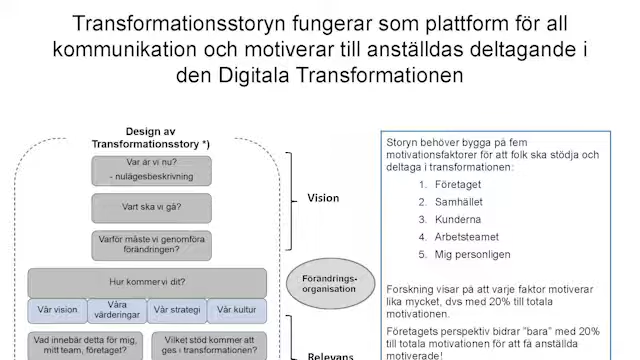 Transformationsstoryn fungerar som plattform för all
kommunikation och motiverar till anställdas deltagande i
den Digitala Transformationen
Design av
Transformationsstory *)
Var är vi nu?
- nulägesbeskrivning
Vart ska vi gå?
Varför måste vi genomföra
förändringen?
Hur kommer vi dit?
Vår vision
Våra
värderingar
Vår strategi
Vår kultur
Vad innebär detta för mig,
mitt team, företaget?
Vilket stöd kommer att
ges i transformationen?
Vision
Förändrings-
organisation
Relevans
Storyn behöver bygga på fem
motivationsfaktorer för att folk ska stödja och
delta i transformationen:
1. Företaget
2. Samhället
3. Kunderna
4. Arbetsteamet
5. Mig personligen
Forskning visar på att varje faktor motiverar
lika mycket, dvs med 20% till totala
motivationen.
Företagets perspektiv bidrar "bara" med 20%
till totala motivationen för att få anställda
motiverade!